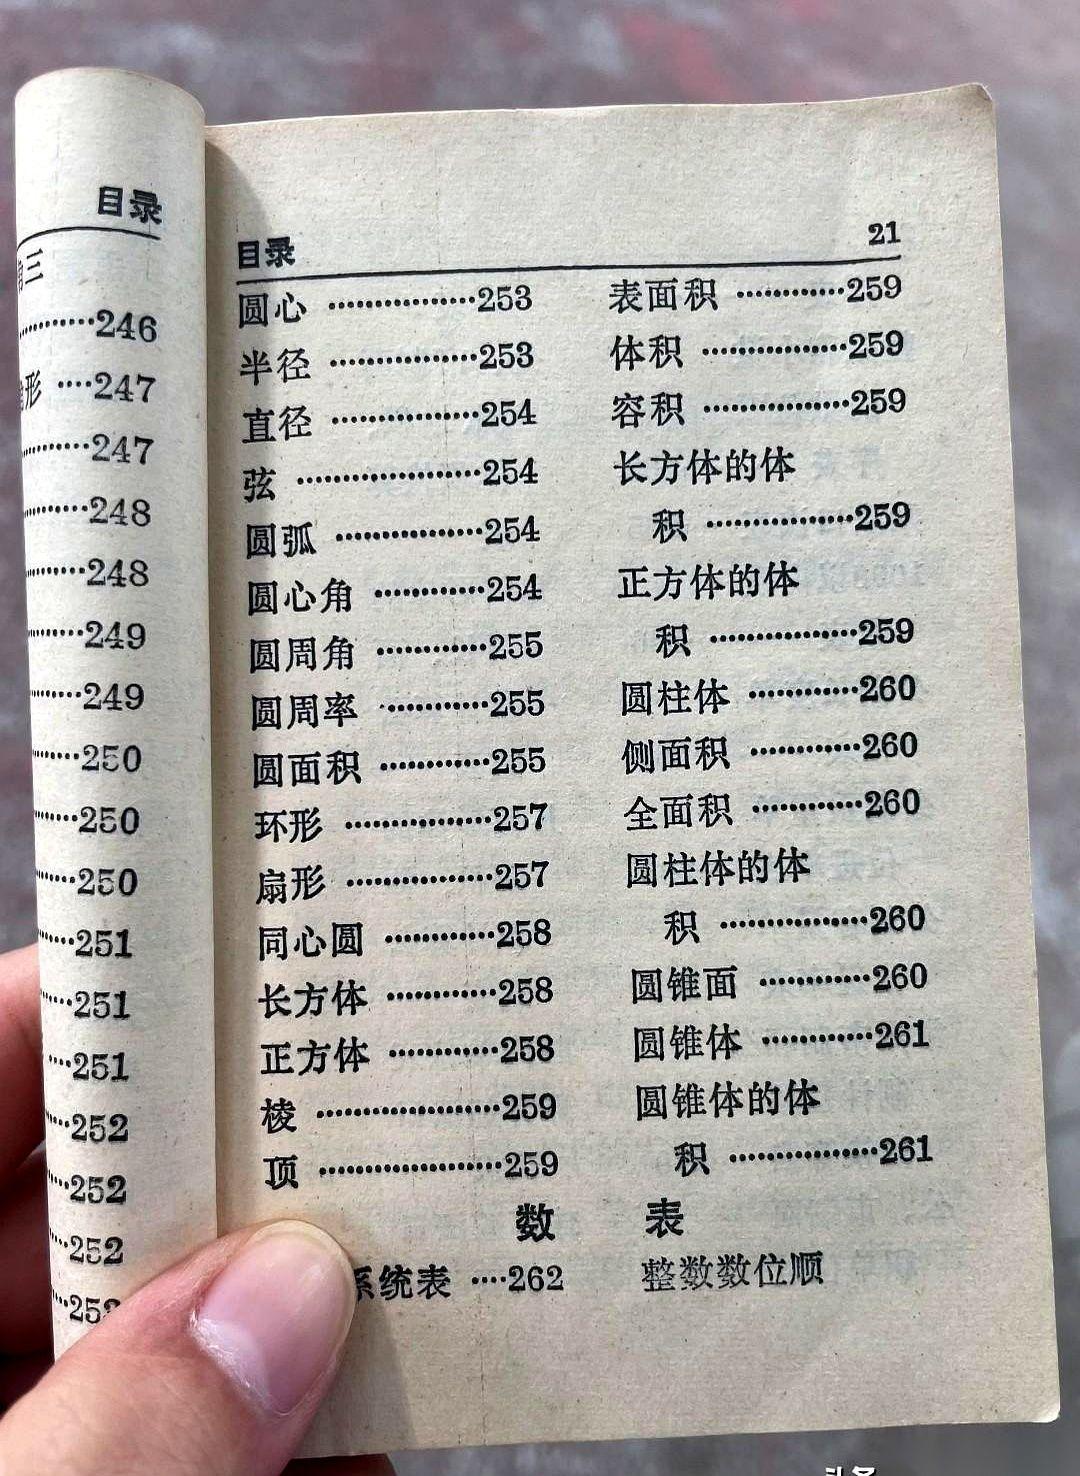 目录
三
246
形 ····247
247
248
248
249
249
250
250
250
251
251
251
252
252
252
目录 21
圆心 ················253
半径 ················253
直径 ················254
弦 ····················254
圆弧 ················254
圆心角 ············254
圆周角 ············255
圆周率 ············255
圆面积 ············255
环形 ················257
扇形 ················257
同心圆 ············258
长方体 ············258
正方体 ············258
棱 ····················259
顶 ····················259
表面积 ············259
体积 ················259
容积 ················259
长方体的体
积 ················259
正方体的体
积 ················259
圆柱体 ············260
侧面积 ············260
全面积 ············260
圆柱体的体
积 ················260
圆锥面 ············260
圆锥体 ············261
圆锥体的体
积 ················261
数 表
系统表 ····262
整数数位顺